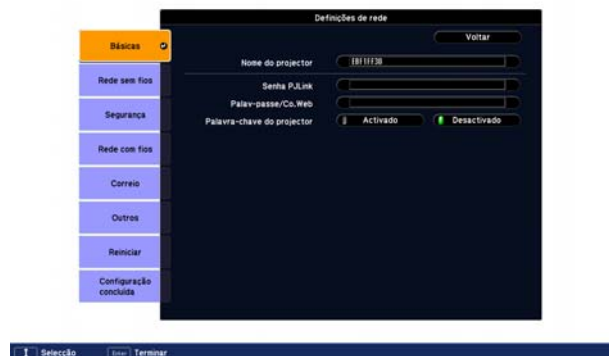 Definições de rede
Voltar
Básicas
Nome do projector EBF1FF38
Rede sem fios
Senha PJLink
Palav-passe/Co.Web
Segurança
Palavra-chave do projector Activado Desactivado
Rede com fios
Correio
Outros
Reiniciar
Configuração
concluída
Selecção Enter Terminar